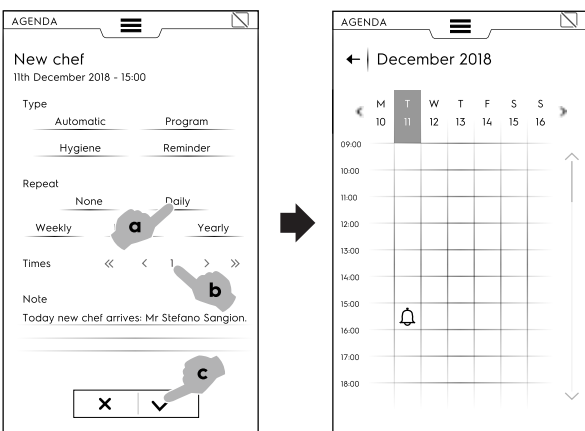 AGENDA
New chef
11th December 2018 - 15:00
Type
Automatic Program
Hygiene Reminder
Repeat
None Daily
Weekly Yearly
a
Times « < 1 > »
b
Note
Today new chef arrives: Mr Stefano Sangion.
c
AGENDA
December 2018
M T W T F S S
10 11 12 13 14 15 16
09:00
10:00
11:00
12:00
13:00
14:00
15:00
16:00
17:00
18:00